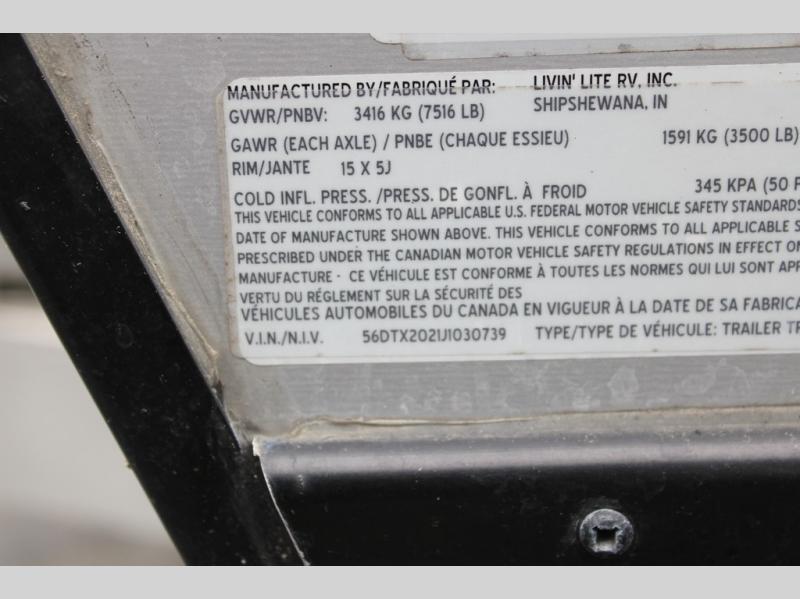 MANUFACTURED BY/FABRIQUÉ PAR: LIVIN' LITE RV, INC.
GVWR/PNBV: 3416 KG (7516 LB) SHIPSHEWANA, IN
GAWR (EACH AXLE) / PNBE (CHAQUE ESSIEU) 1591 KG (3500 LB)
RIM/JANTE 15 X 5J
COLD INFL. PRESS. /PRESS. DE GONFL. À FROID 345 KPA (50
THIS VEHICLE CONFORMS TO ALL APPLICABLE U.S. FEDERAL MOTOR VEHICLE SAFETY STANDARDS
DATE OF MANUFACTURE SHOWN ABOVE. THIS VEHICLE CONFORMS TO ALL APPLICABLE
PRESCRIBED UNDER THE CANADIAN MOTOR VEHICLE SAFETY REGULATIONS IN EFFECT ON
MANUFACTURE - CE VÉHICULE EST CONFORME À TOUTES LES NORMES QUI LUI SONT
VERTU DU RÉGLEMENT SUR LA SÉCURITÉ DES
VÉHICULES AUTOMOBILES DU CANADA EN VIGUEUR À LA DATE DE SA
V.I.N./N.I.V. 56DTX2021J1030739 TYPE/TYPE DE VÉHICULE: TRAILER